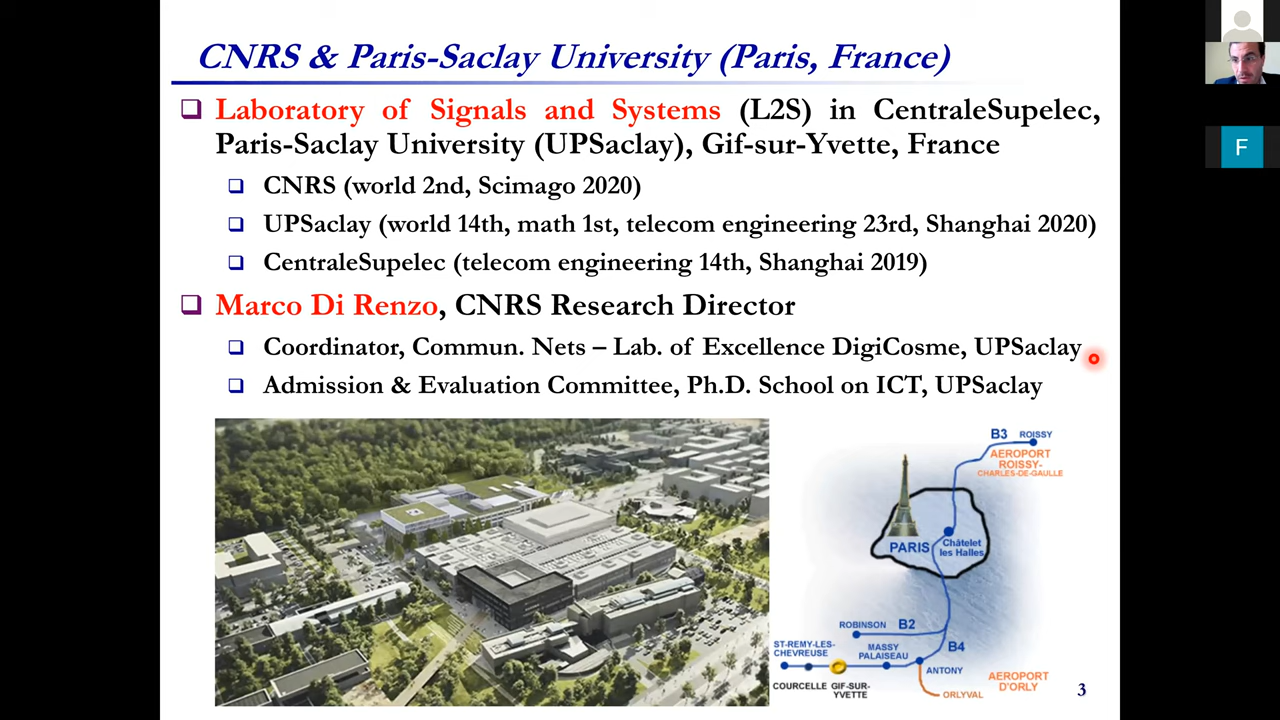 CNRS & Paris-Saclay University (Paris, France)
Laboratory of Signals and Systems (L2S) in CentraleSupelec,
Paris-Saclay University (UPSaclay), Gif-sur-Yvette, France
CNRS (world 2nd, Scimago 2020)
UPSaclay (world 14th, math 1st, telecom engineering 23rd, Shanghai 2020)
CentraleSupelec (telecom engineering 14th, Shanghai 2019)
Marco Di Renzo, CNRS Research Director
Coordinator, Commun. Nets – Lab. of Excellence DigiCosme, UPSaclay
Admission & Evaluation Committee, Ph.D. School on ICT, UPSaclay
B3 ROISSY
AEROPORT
ROISSY-
CHARLES-DE-GAULLE
PARIS
Châtelet
les Halles
ROBINSON B2
ST-REMY-LES-
CHEVREUSE
MASSY
PALAISEAU
B4
ANTONY
COURCELLE
GIF-SUR-
YVETTE
ORLYVAL
AEROPORT
D'ORLY
3
F